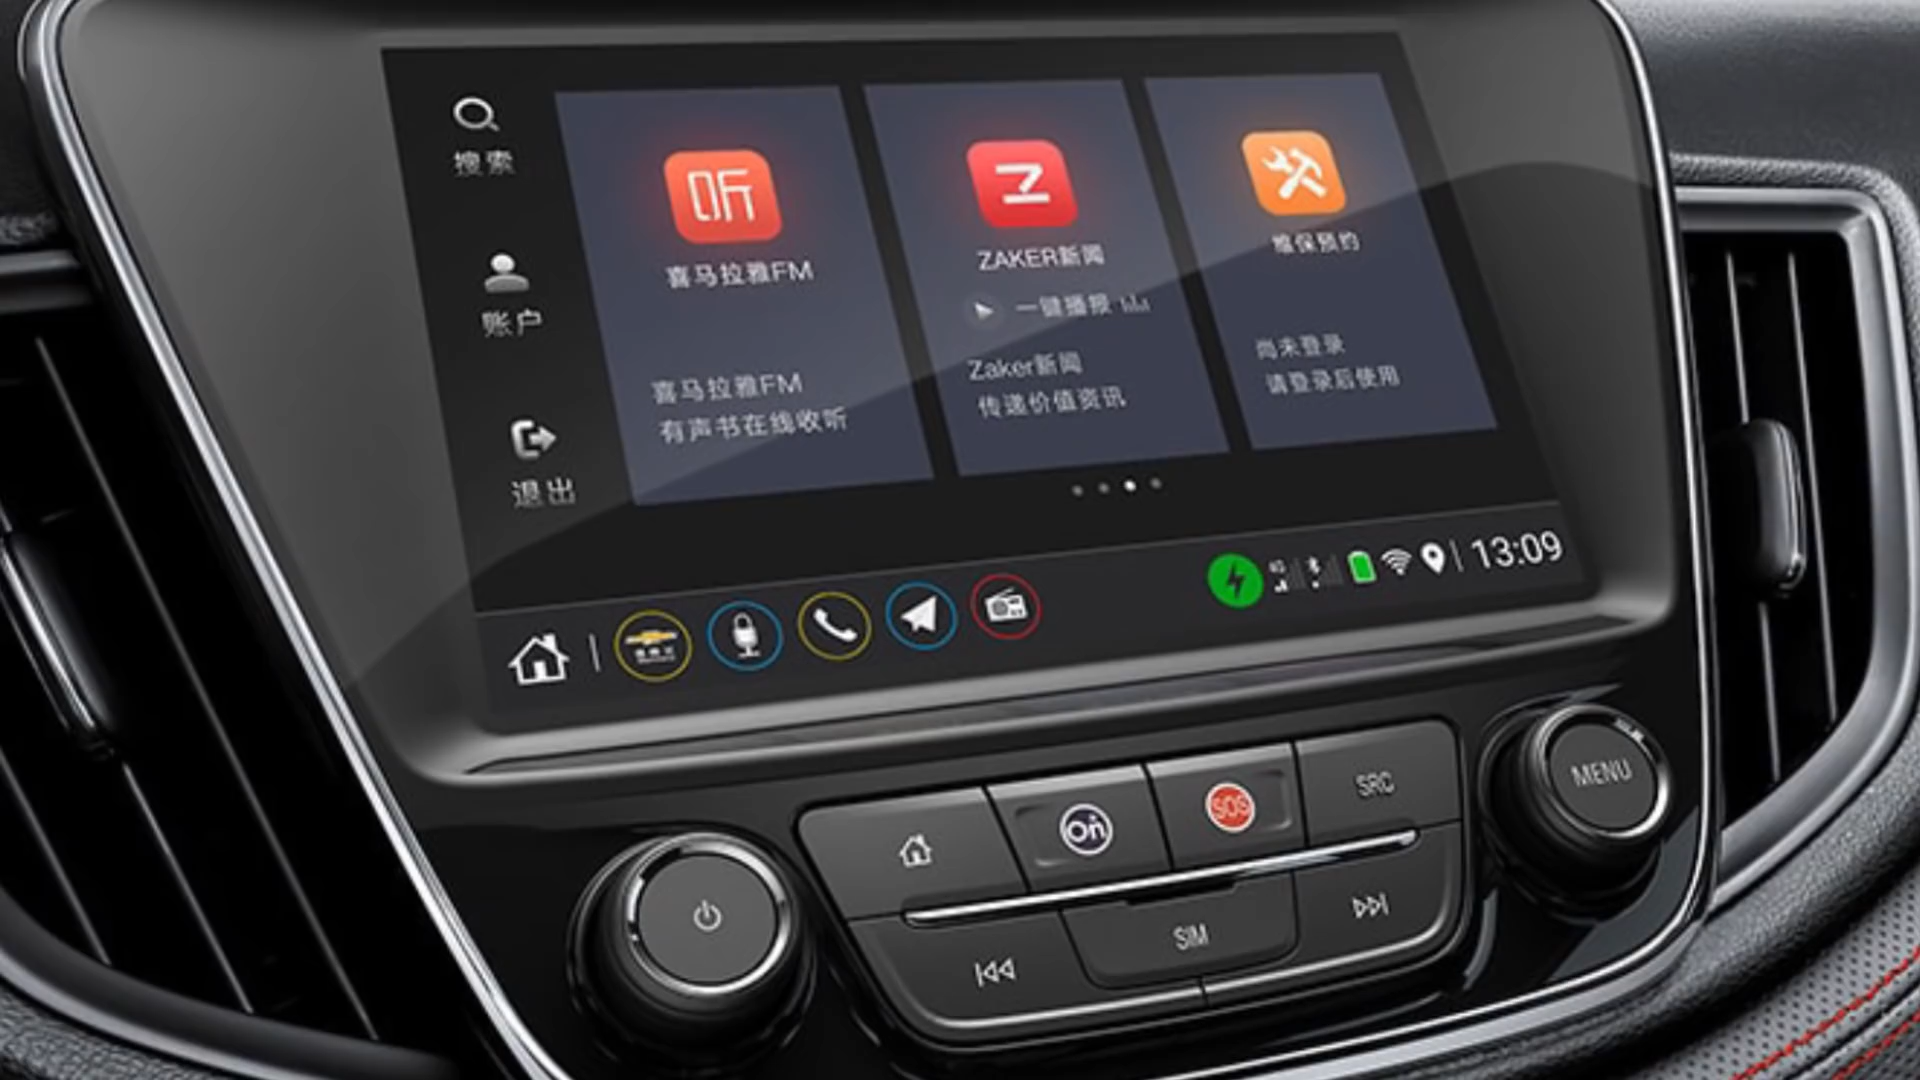 搜索
账户
退出
听
喜马拉雅FM
喜马拉雅FM
有声书在线收听
Z
ZAKER新闻
一键播报
Zaker新闻
传递价值资讯
维保预约
尚未登录
请登录后使用
4G
13:09
On
SOS
SRC
MENU
SIM